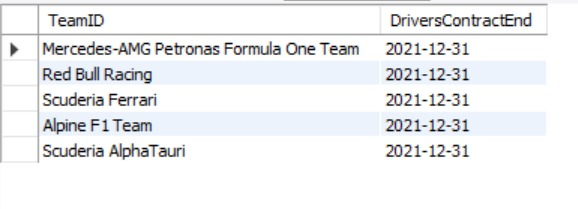 TeamID DriversContractEnd
Mercedes-AMG Petronas Formula One Team 2021-12-31
Red Bull Racing 2021-12-31
Scuderia Ferrari 2021-12-31
Alpine F1 Team 2021-12-31
Scuderia AlphaTauri 2021-12-31